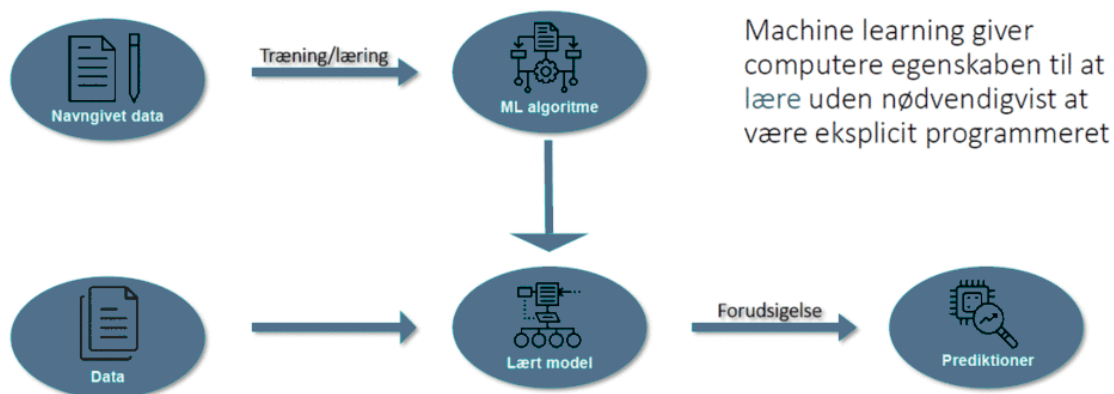 Navngivet data
Træning/læring
ML algoritme
Machine learning giver
computere egenskaben til at
lære uden nødvendigvist at
være eksplicit programmeret
Data
Lært model
Forudsigelse
Prediktioner